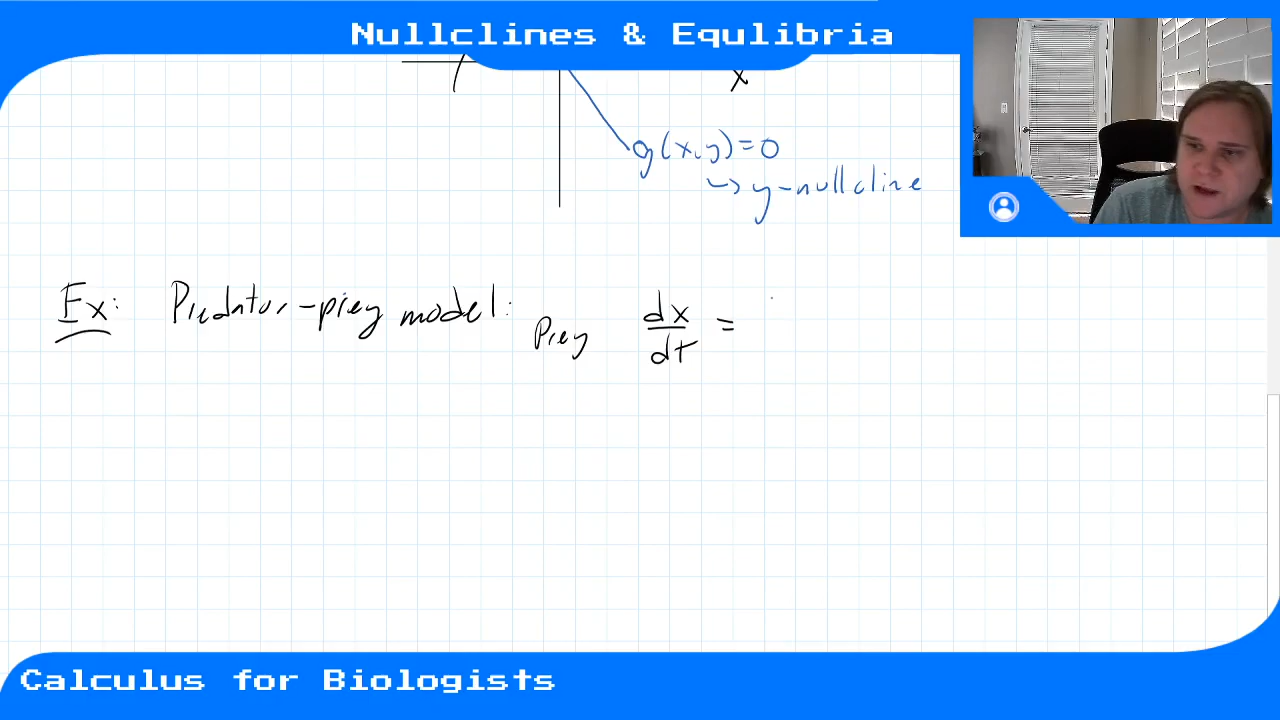 Nullclines & Equlibria
x
g(x,y)=0
↳ y-nullcline
Ex: Predator-prey model: Prey dx/dt =
Calculus for Biologists